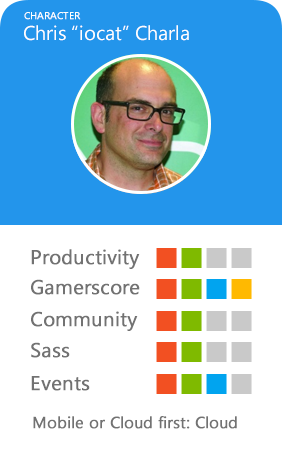 CHARACTER
Chris “iocat” Charla
Productivity
Gamerscore
Community
Sass
Events
Mobile or Cloud first: Cloud